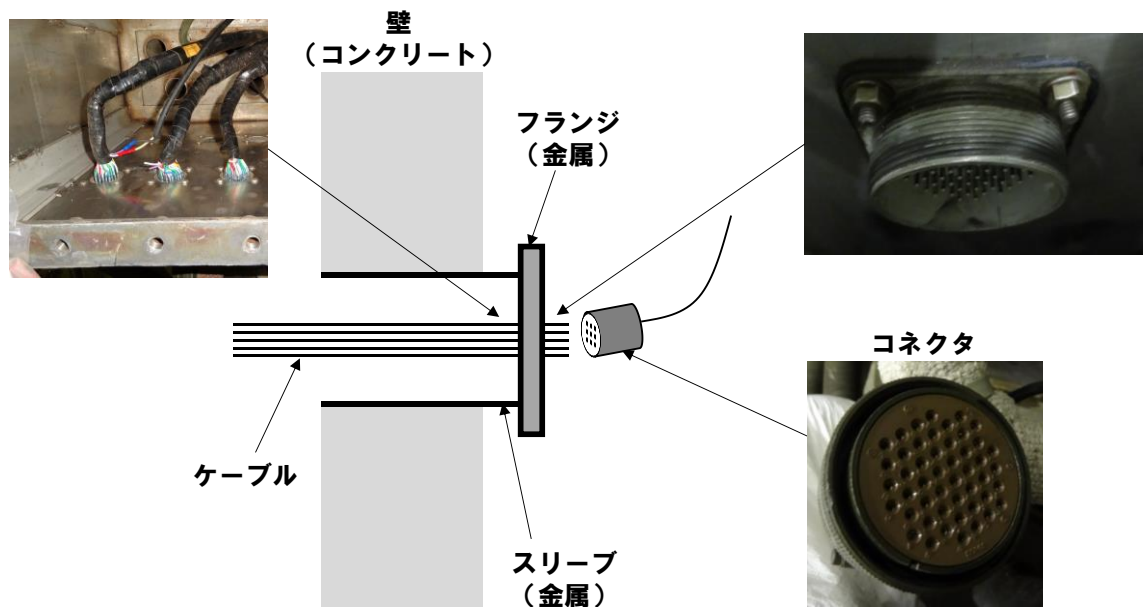 壁
（コンクリート）
フランジ
（金属）
コネクタ
ケーブル
スリーブ
（金属）